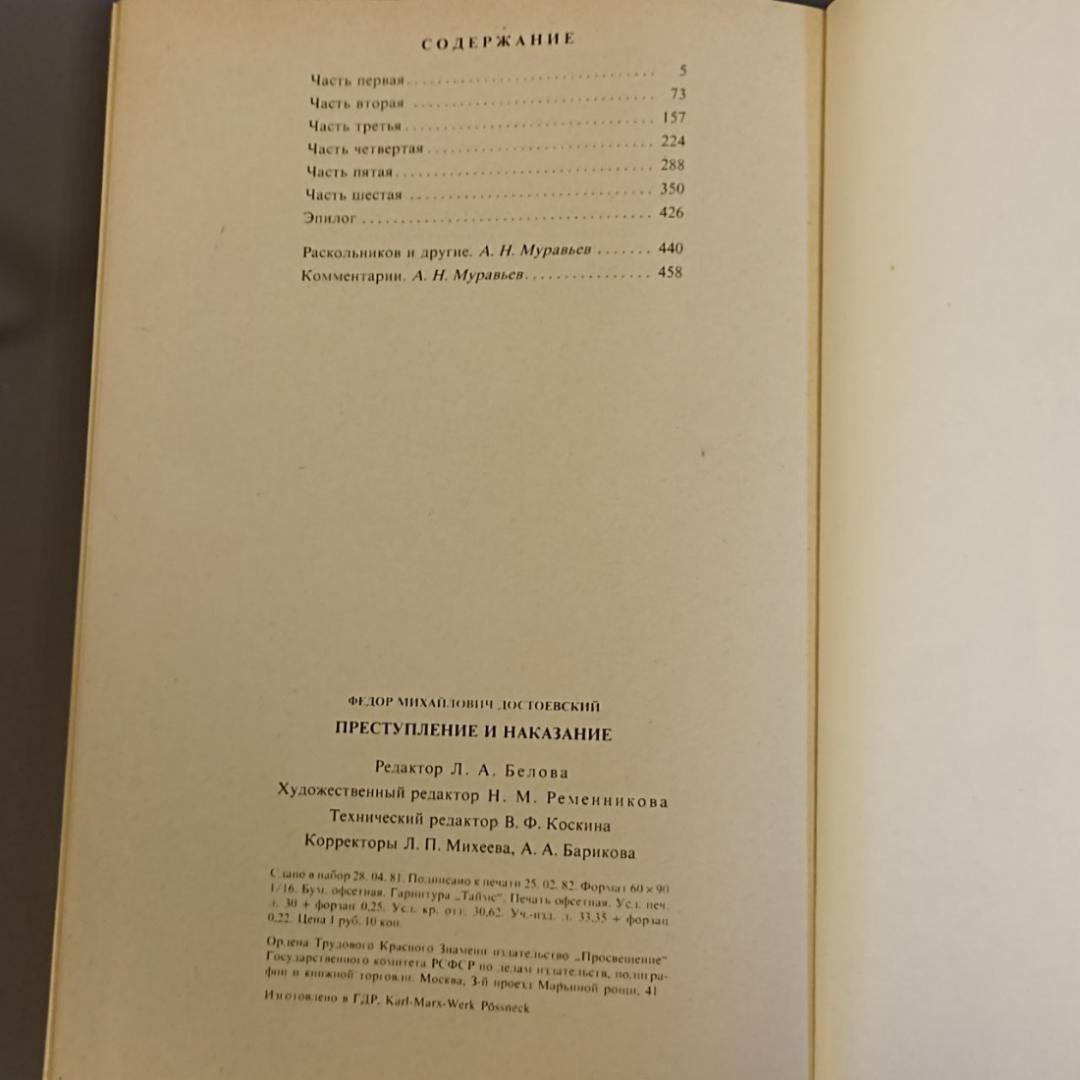 СОДЕРЖАНИЕ
Часть первая 5
Часть вторая 73
Часть третья 157
Часть четвертая 224
Часть пятая 288
Часть шестая 350
Эпилог 426
Раскольников и другие. А. Н. Муравьев 440
Комментарии. А. Н. Муравьев 458
ФЕДОР МИХАЙЛОВИЧ ДОСТОЕВСКИЙ
ПРЕСТУПЛЕНИЕ И НАКАЗАНИЕ
Редактор Л. А. Белова
Художественный редактор Н. М. Ременникова
Технический редактор В. Ф. Коскина
Корректоры Л. П. Михеева, А. А. Барикова
Сдано в набор 28. 04. 81. Подписано к печати 25. 02. 82. Формат 60 × 90
1/16. Бум. офсетная. Гарнитура „Таймс“. Печать офсетная. Усл. печ.
л. 30 + форзац 0,25. Усл. кр. отт. 30,62. Уч.-изд. л. 33,35 + форзац
0,22. Цена 1 руб. 10 коп.
Ордена Трудового Красного Знамени издательство „Просвещение“
Государственного комитета РСФСР по делам издательств, полигра-
фии и книжной торговли. Москва, 3-й проезд Марьиной рощи, 41
Изготовлено в ГДР, Karl-Marx-Werk Pössneck